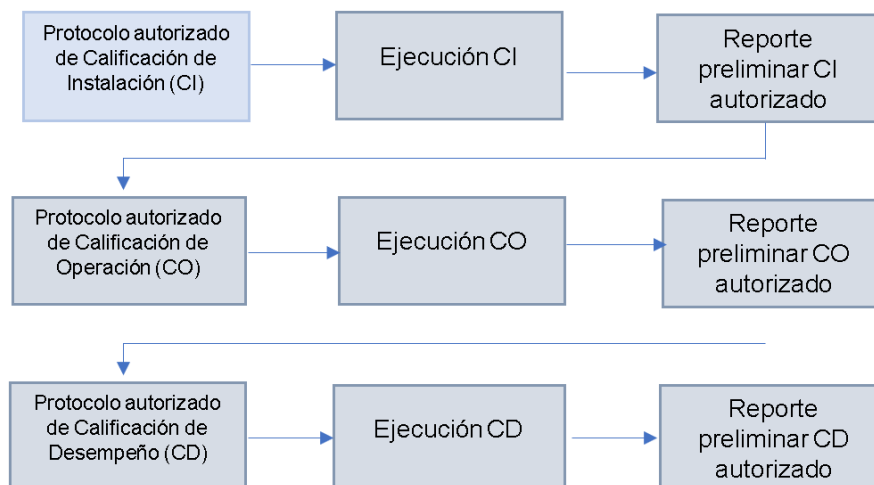 Protocolo autorizado
de Calificación de
Instalación (CI)
Ejecución CI
Reporte
preliminar CI
autorizado
Protocolo autorizado
de Calificación de
Operación (CO)
Ejecución CO
Reporte
preliminar CO
autorizado
Protocolo autorizado
de Calificación de
Desempeño (CD)
Ejecución CD
Reporte
preliminar CD
autorizado